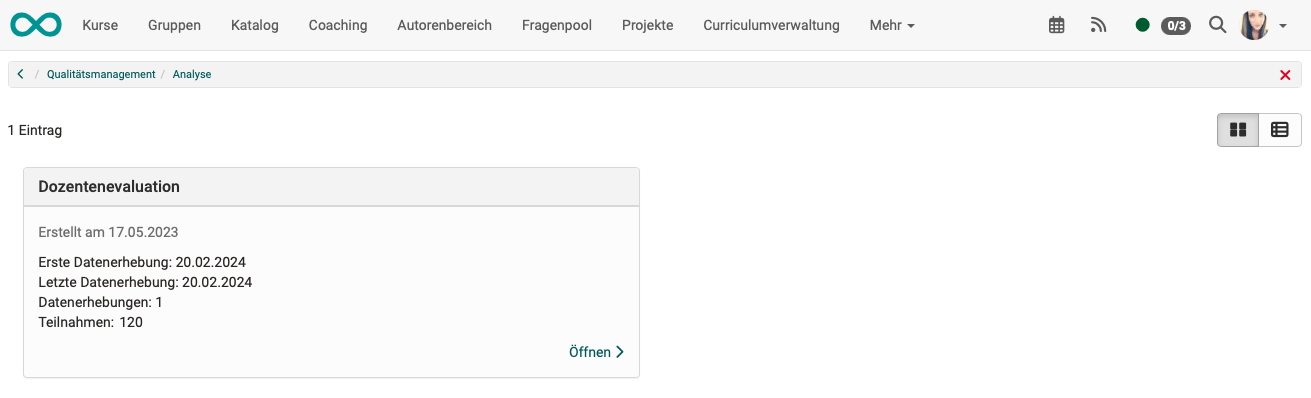 Kurse Gruppen Katalog Coaching Autorenbereich Fragenpool Projekte Curriculumverwaltung Mehr 0/3
/ Qualitätsmanagement / Analyse
1 Eintrag
Dozentenevaluation
Erstellt am 17.05.2023
Erste Datenerhebung: 20.02.2024
Letzte Datenerhebung: 20.02.2024
Datenerhebungen: 1
Teilnahmen: 120
Öffnen